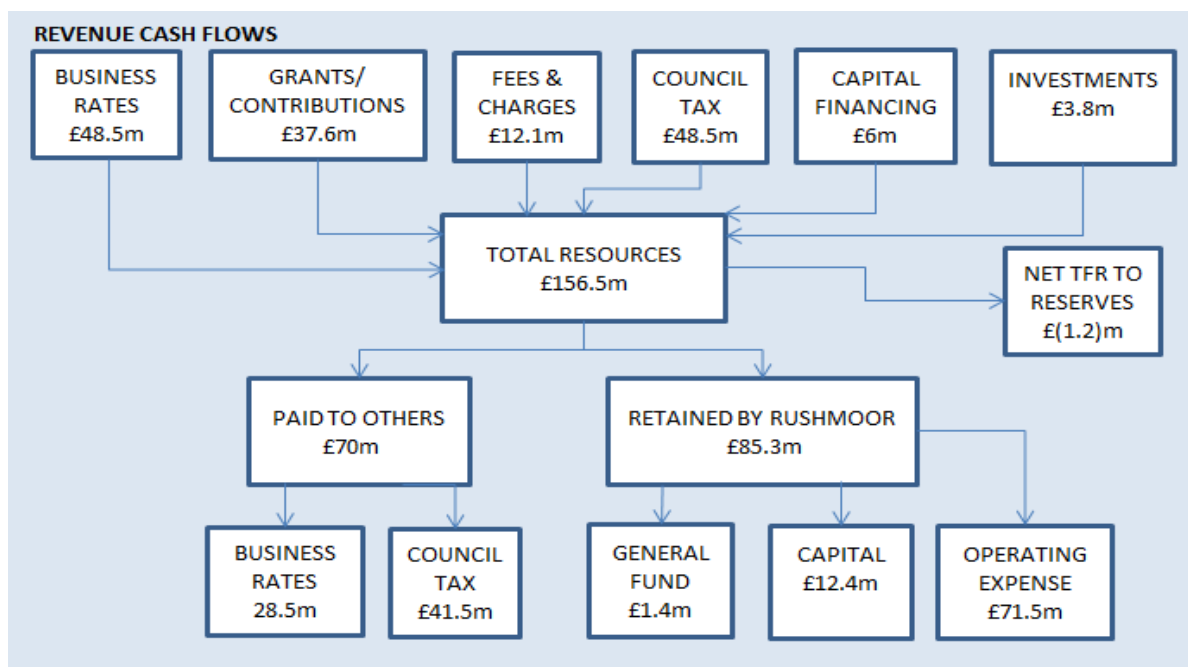 REVENUE CASH FLOWS
BUSINESS
RATES
£48.5m
GRANTS/
CONTRIBUTIONS
£37.6m
FEES &
CHARGES
£12.1m
COUNCIL
TAX
£48.5m
CAPITAL
FINANCING
£6m
INVESTMENTS
£3.8m
TOTAL RESOURCES
£156.5m
NET TFR TO
RESERVES
£(1.2)m
PAID TO OTHERS
£70m
RETAINED BY RUSHMOOR
£85.3m
BUSINESS
RATES
28.5m
COUNCIL
TAX
£41.5m
GENERAL
FUND
£1.4m
CAPITAL
£12.4m
OPERATING
EXPENSE
£71.5m